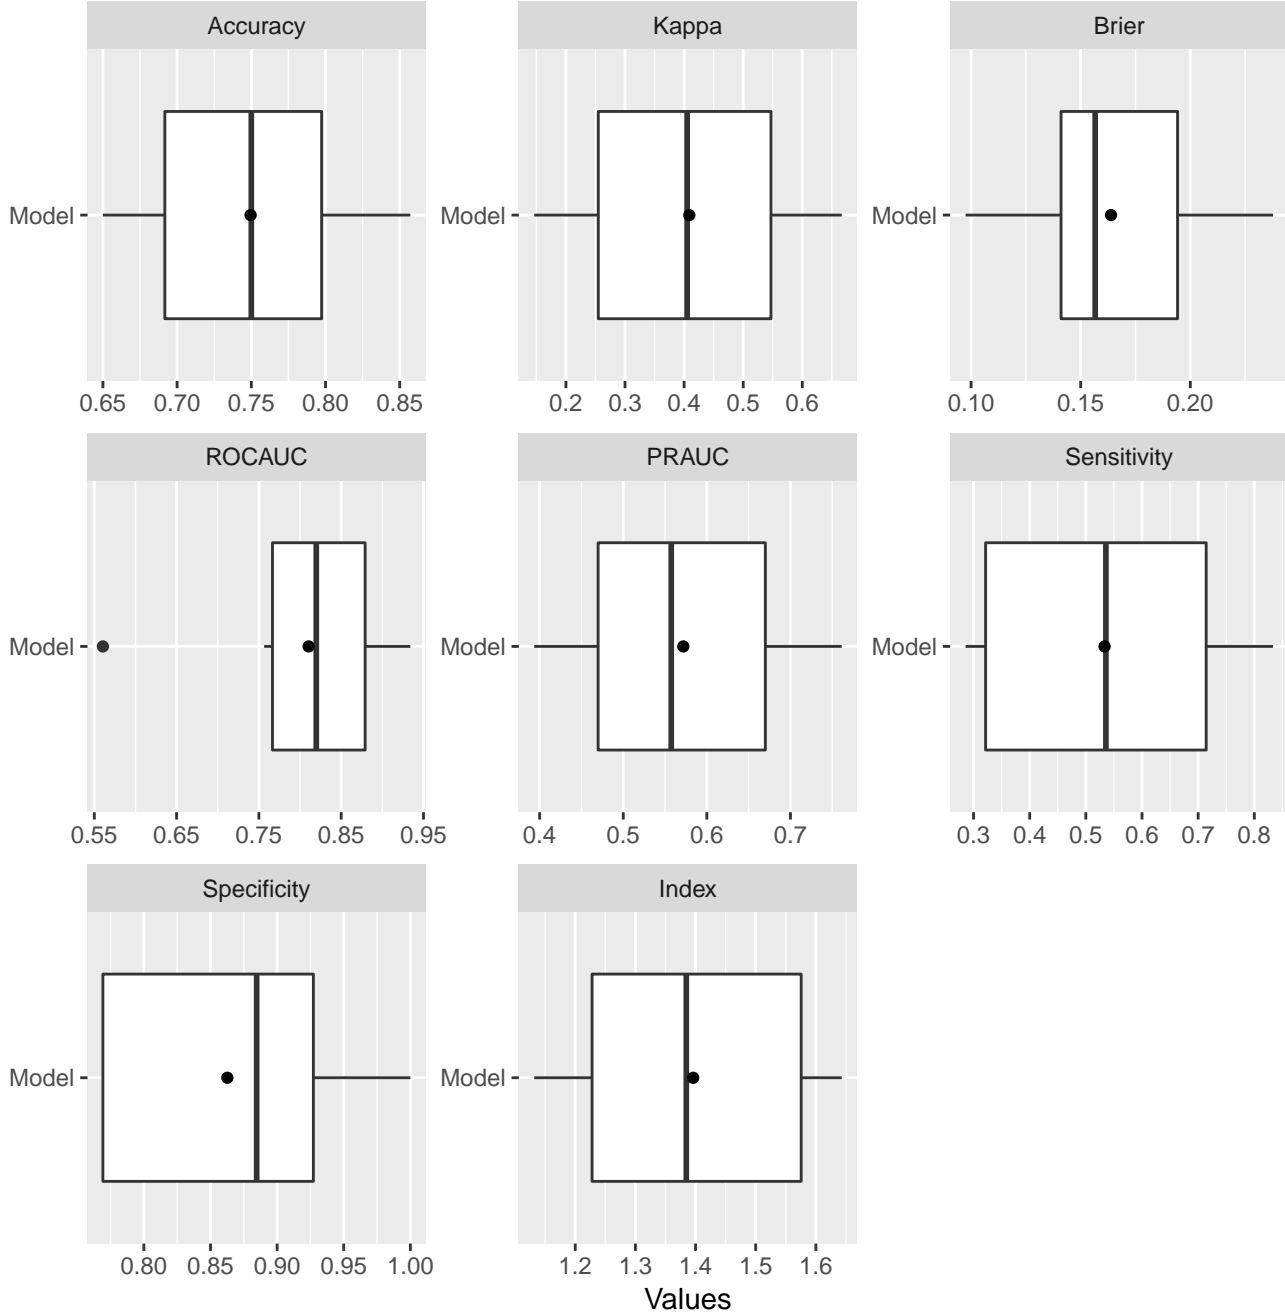 Accuracy Kappa Brier
Model Model Model
0.65 0.70 0.75 0.80 0.85 0.2 0.3 0.4 0.5 0.6 0.10 0.15 0.20
ROCAUC PRAUC Sensitivity
Model Model Model
0.55 0.65 0.75 0.85 0.95 0.4 0.5 0.6 0.7 0.3 0.4 0.5 0.6 0.7 0.8
Specificity Index
Model Model
0.80 0.85 0.90 0.95 1.00 1.2 1.3 1.4 1.5 1.6
Values